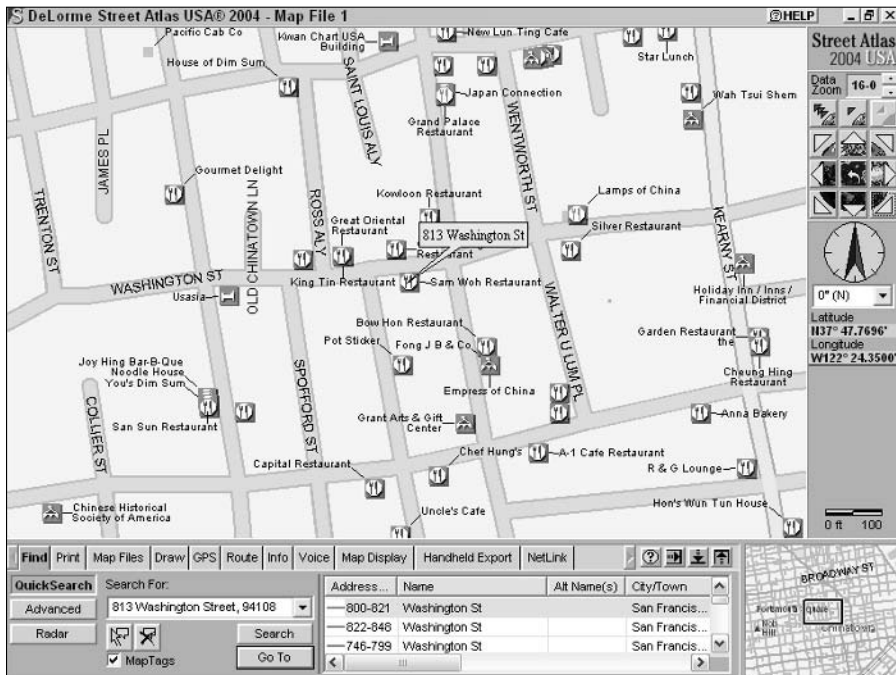 DeLorme Street Atlas USA® 2004 - Map File 1
HELP
Pacific Cab Co
Kwan Chart USA
Building
New Lun Ting Cafe
Star Lunch
House of Dim Sum
SAINT LOUIS ALY
Japan Connection
Wah Tsui Shem
Grand Palace
Restaurant
WENTWORTH ST
JAMES PL
Gourmet Delight
TRENTON ST
OLD CHINATOWN LN
ROSS ALY
Kowloon Restaurant
Lamps of China
KEARNY ST
Great Oriental
Restaurant
813 Washington St
Restaurant
Silver Restaurant
WASHINGTON ST
King Tin Restaurant
Sam Woh Restaurant
Usasia
Holiday Inn / Inns /
Financial District
WALTER U LUM PL
Bow Hon Restaurant
Pot Sticker
Fong J B & Co
Garden Restaurant
the
Joy Hing Bar-B-Que
Noodle House
You's Dim Sum
Empress of China
Cheung Hing
Restaurant
SPOFFORD ST
COLLIER ST
San Sun Restaurant
Grant Arts & Gift
Center
Anna Bakery
Capital Restaurant
Chef Hung's
A-1 Cafe Restaurant
R & G Lounge
Chinese Historical
Society of America
Uncle's Cafe
Hon's Wun Tun House
Street Atlas
2004 USA
Data
Zoom
16-0
0° (N)
Latitude
N37° 47.7696'
Longitude
W122° 24.3500'
0 ft 100
Find Print Map Files Draw GPS Route Info Voice Map Display Handheld Export NetLink
QuickSearch
Search For:
Advanced
813 Washington Street, 94108
Radar
Search
MapTags
Go To
Address... Name Alt Name(s) City/Town
800-821 Washington St San Francis...
822-848 Washington St San Francis...
746-799 Washington St San Francis...
BROADWAY ST
Nob
Hill
Chinatown